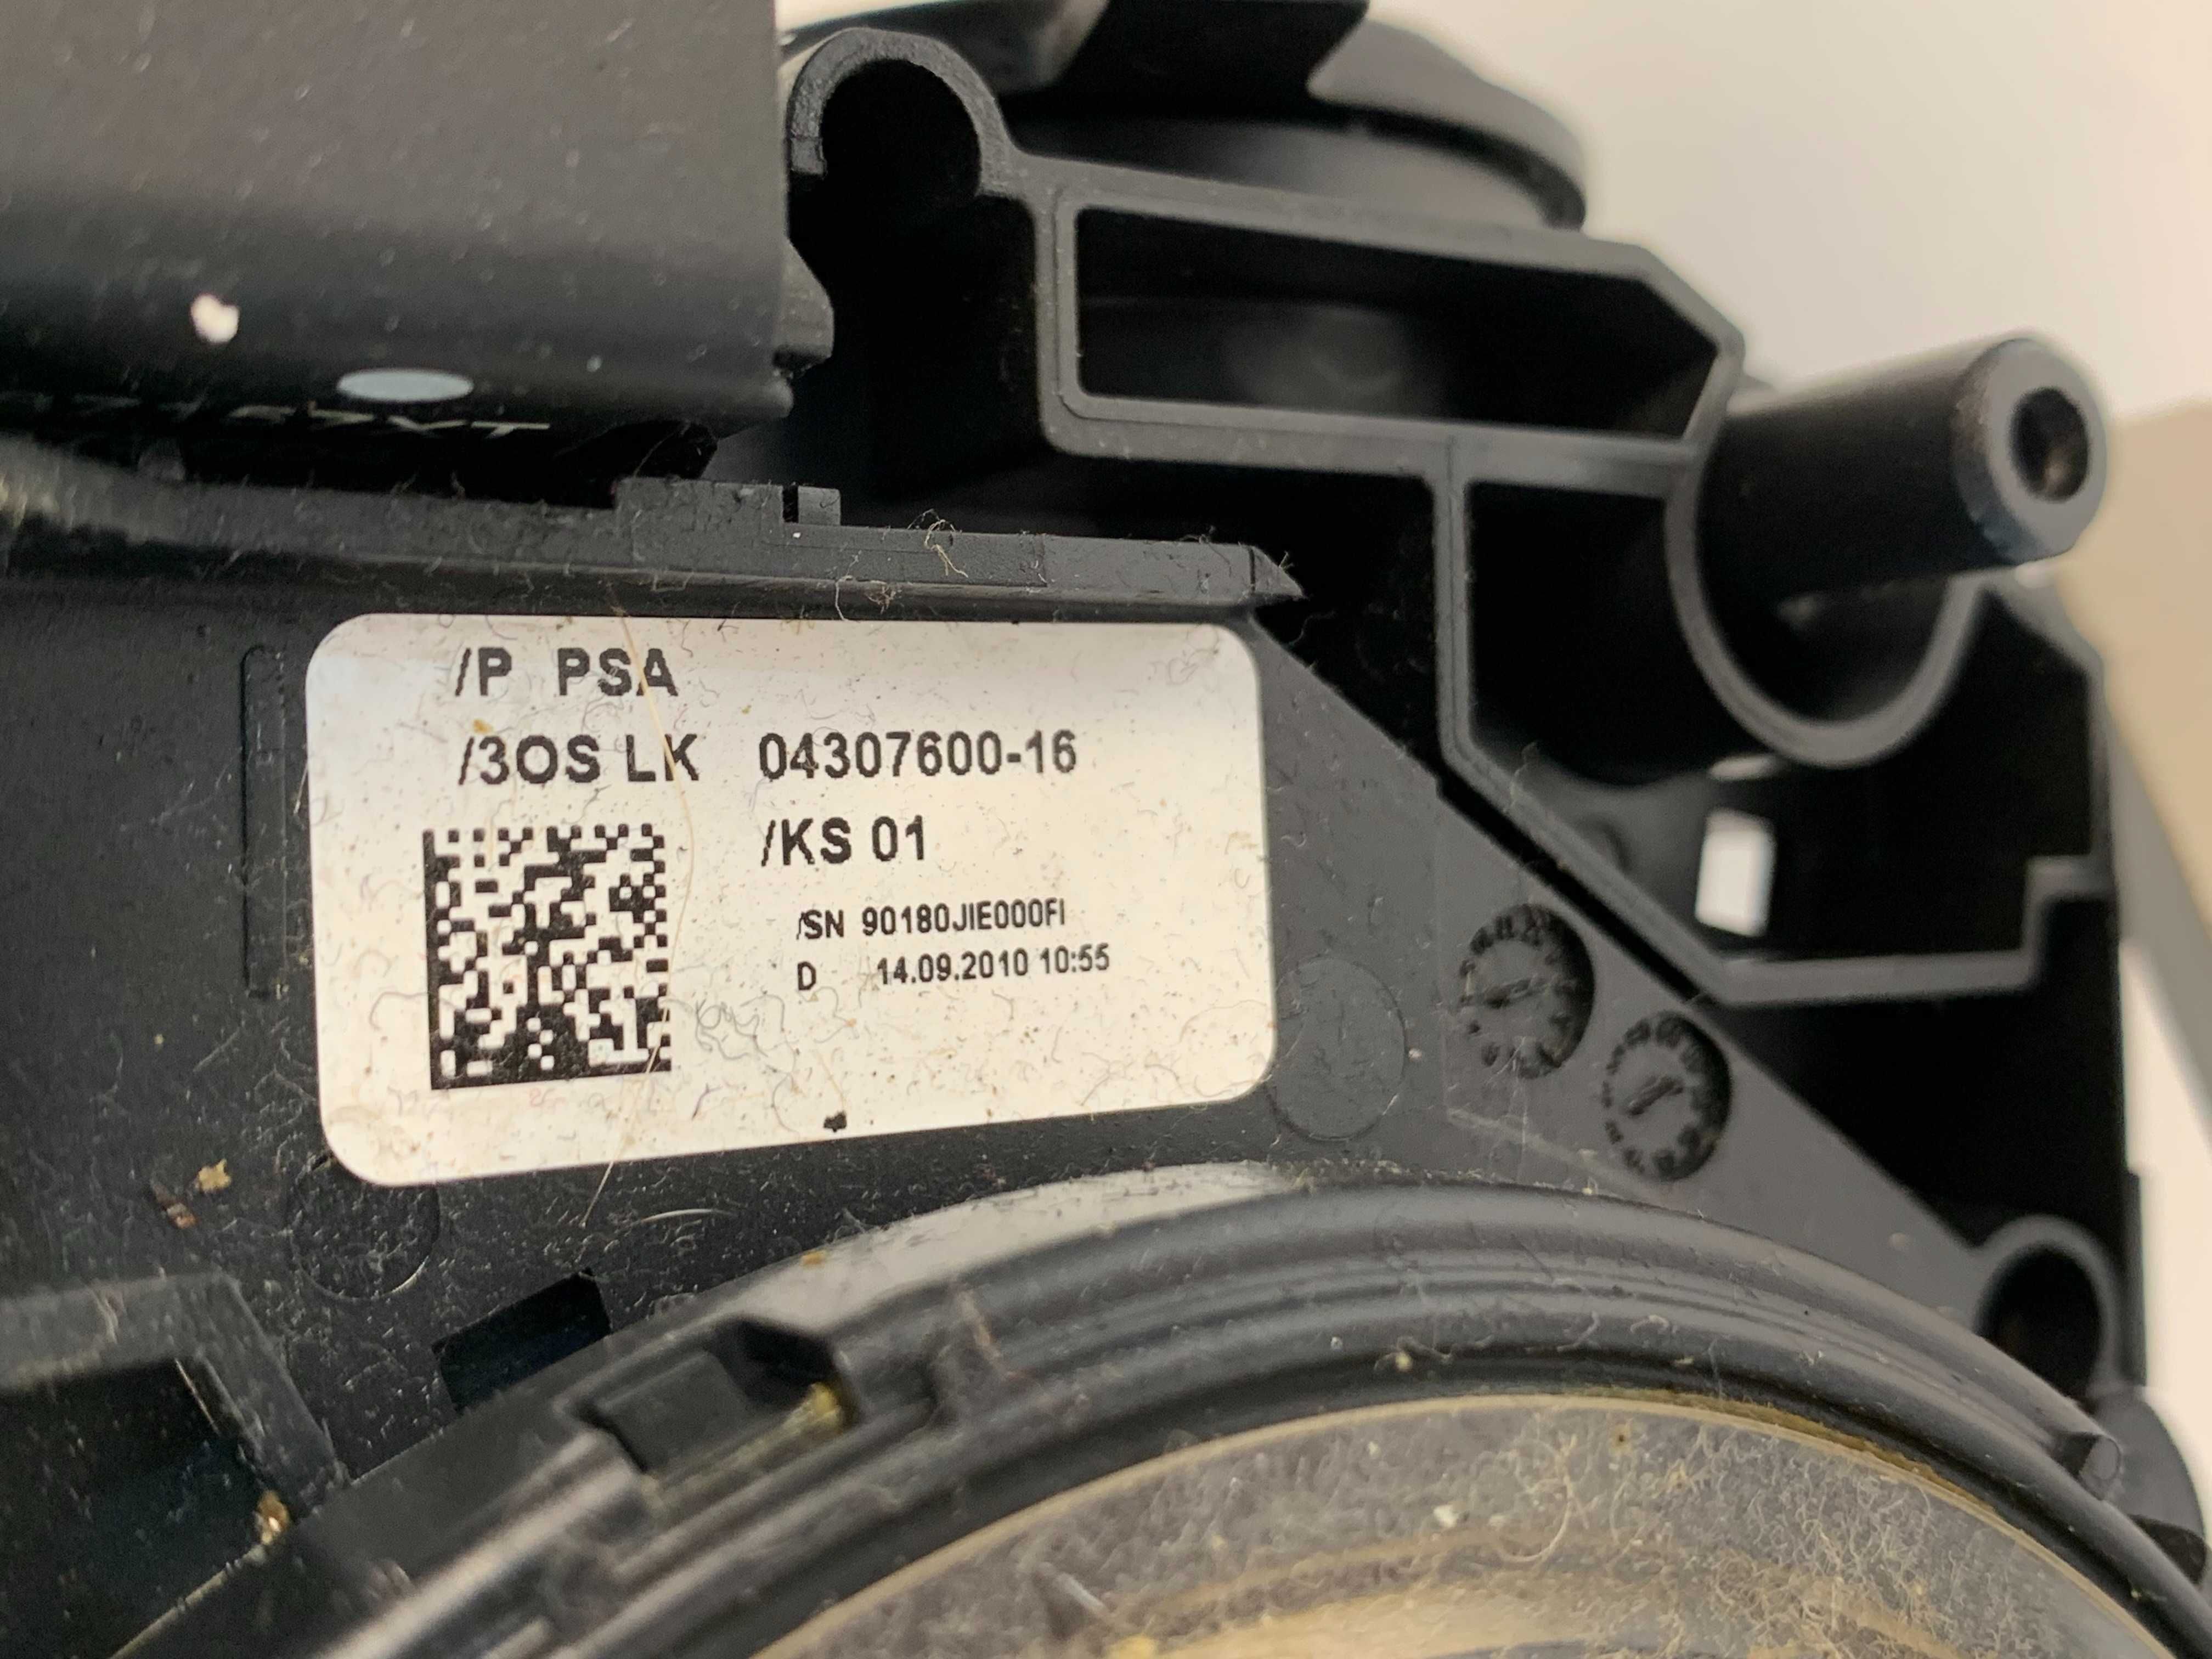 /P PSA
/3OS LK 04307600-16
/KS 01
/SN 90180JIE000FI
D 14.09.2010 10:55